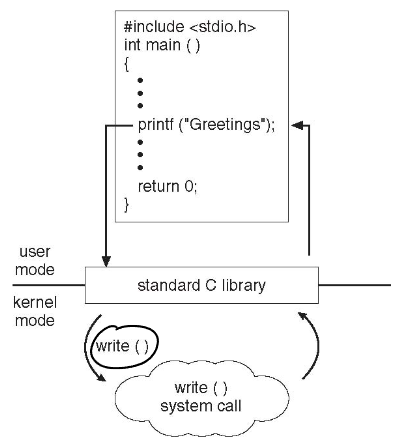 #include <stdio.h>
int main ( )
{
printf ("Greetings");
return 0;
}
user
mode
standard C library
kernel
mode
write ( )
write ( )
system call